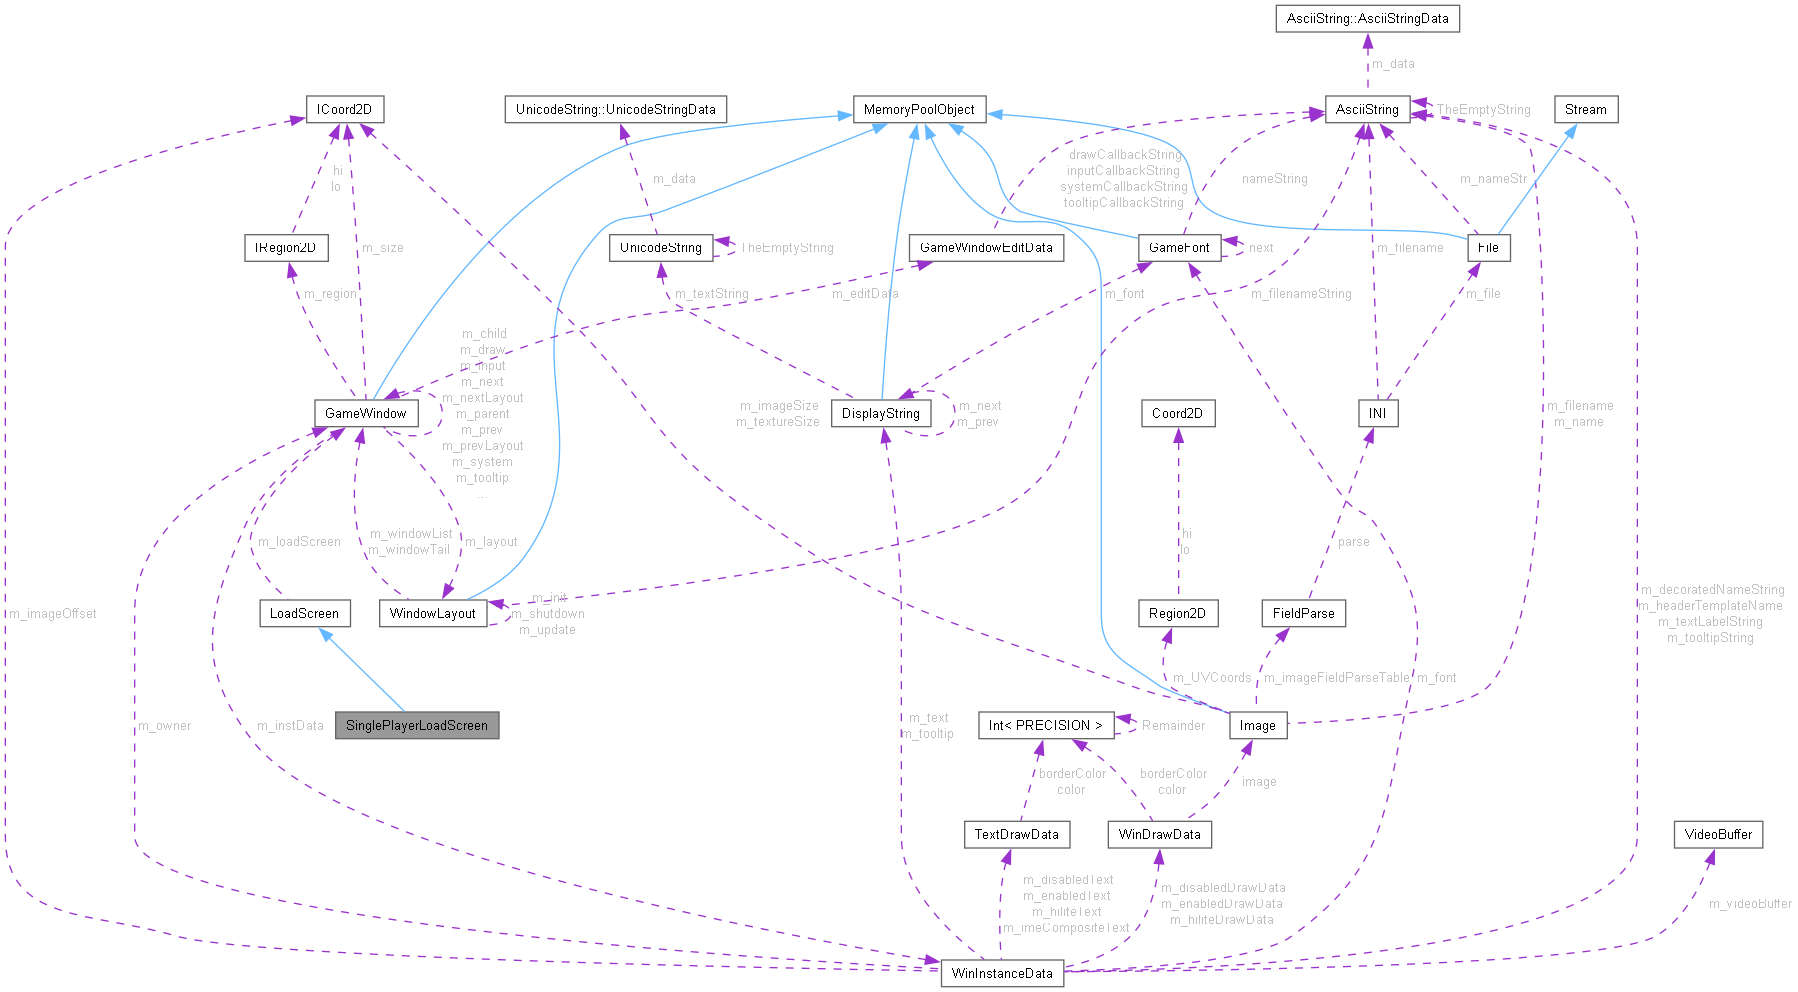 AsciiString::AsciiStringData
m_data
ICoord2D
UnicodeString::UnicodeStringData
MemoryPoolObject
AsciiString
TheEmptyString
Stream
hi
lo
m_data
drawCallbackString
inputCallbackString
systemCallbackString
tooltipCallbackString
nameString
m_nameStr
IRegion2D
m_size
UnicodeString
TheEmptyString
GameWindowEditData
GameFont
next
m_filename
File
m_region
m_textString
m_editData
m_font
m_filenameString
m_file
m_child
m_draw
m_input
m_next
m_nextLayout
m_parent
m_prev
m_prevLayout
m_system
m_tooltip
...
GameWindow
m_imageSize
m_textureSize
DisplayString
m_next
m_prev
Coord2D
INI
m_filename
m_name
m_loadScreen
m_windowList
m_windowTail
m_layout
hi
lo
parse
m_imageOffset
LoadScreen
WindowLayout
m_init
m_shutdown
m_update
Region2D
FieldParse
m_decoratedNameString
m_headerTemplateName
m_textLabelString
m_tooltipString
m_UVCoords
m_imageFieldParseTable
m_font
m_owner
m_instData
SinglePlayerLoadScreen
m_text
m_tooltip
Int< PRECISION >
Remainder
Image
borderColor
color
borderColor
color
image
TextDrawData
WinDrawData
VideoBuffer
m_disabledText
m_enabledText
m_hiliteText
m_imeCompositeText
m_disabledDrawData
m_enabledDrawData
m_hiliteDrawData
m_videoBuffer
WinInstanceData